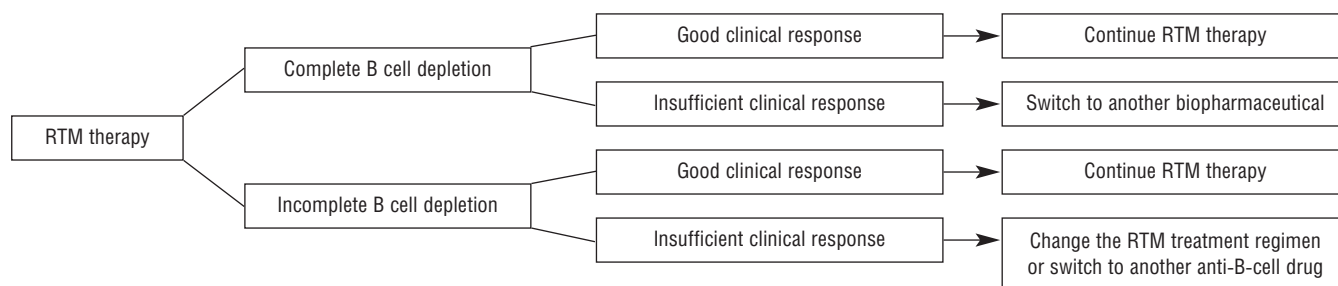 RTM therapy
Complete B cell depletion
Good clinical response
Continue RTM therapy
Insufficient clinical response
Switch to another biopharmaceutical
Incomplete B cell depletion
Good clinical response
Continue RTM therapy
Insufficient clinical response
Change the RTM treatment regimen
or switch to another anti-B-cell drug